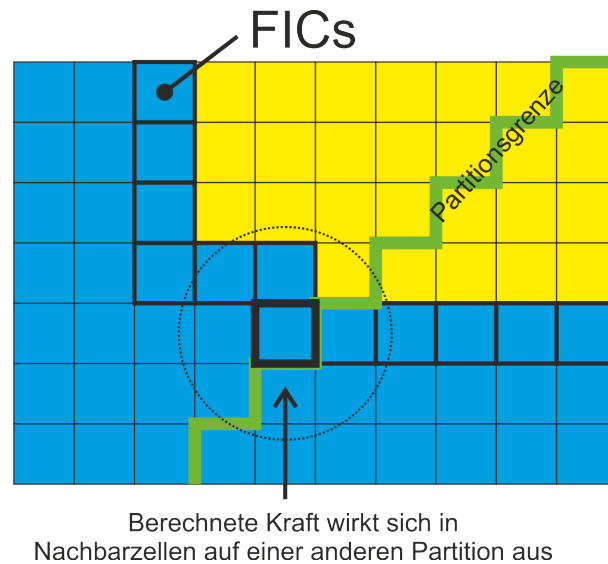 FICs
Partitionsgrenze
Berechnete Kraft wirkt sich in
Nachbarzellen auf einer anderen Partition aus